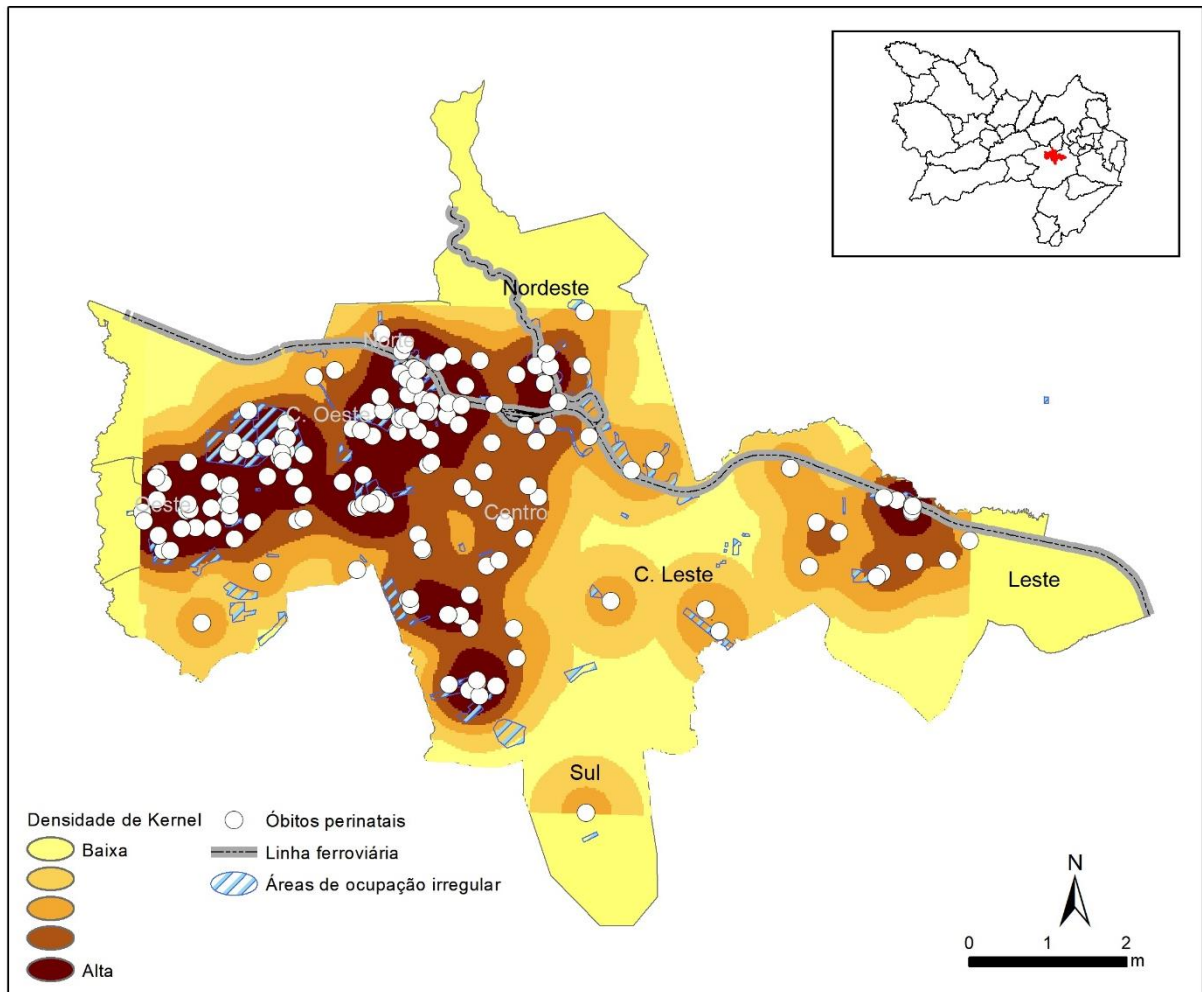 Nordeste
Norte
C. Oeste
Oeste
Centro
C. Leste
Leste
Sul
Densidade de Kernel
Baixa
Alta
Óbitos perinatais
Linha ferroviária
Áreas de ocupação irregular
N
0 1 2
m